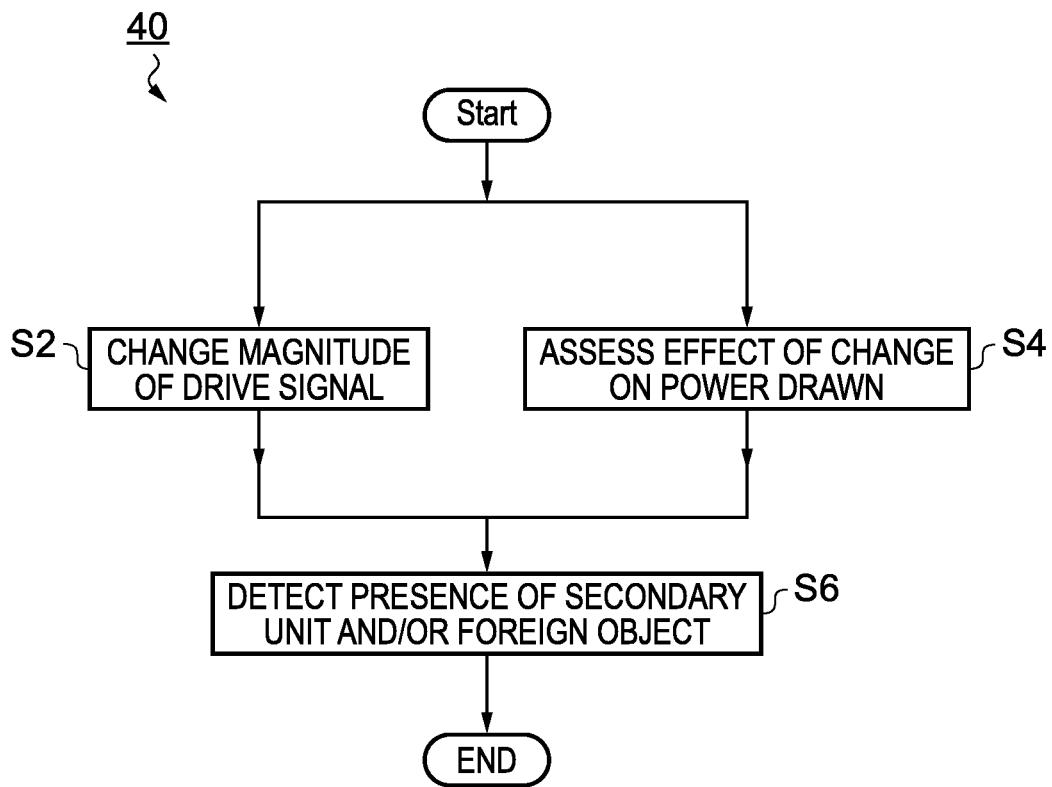 40
Start
S2
CHANGE MAGNITUDE
OF DRIVE SIGNAL
ASSESS EFFECT OF CHANGE
ON POWER DRAWN
S4
DETECT PRESENCE OF SECONDARY
UNIT AND/OR FOREIGN OBJECT
S6
END